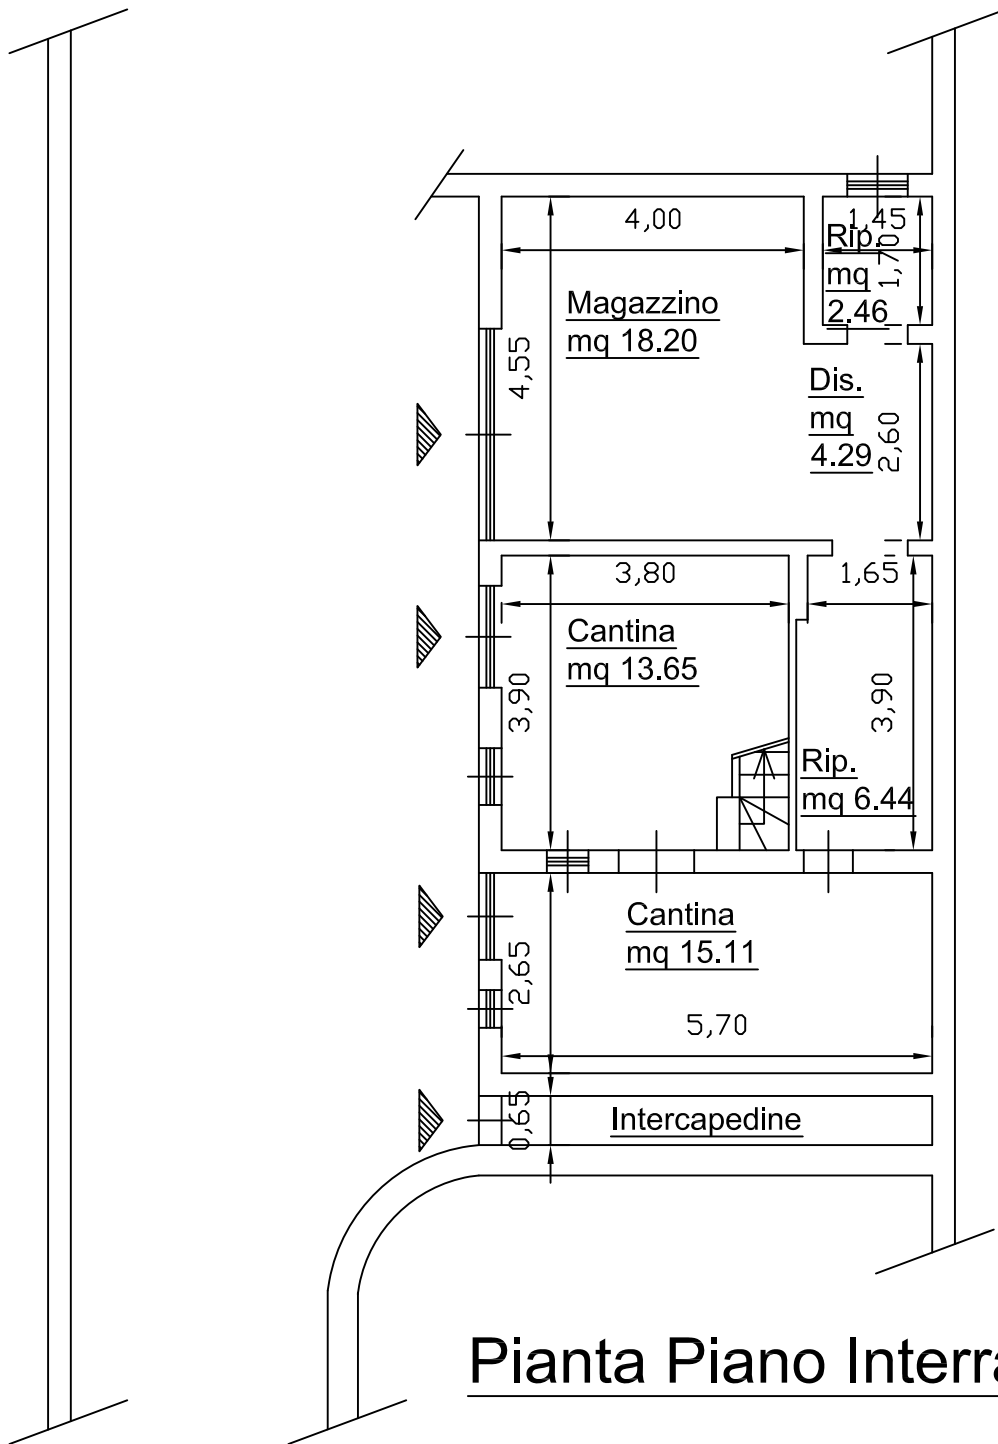 4,00
1,45
Rip.
mq
2.46
1,70
Magazzino
mq 18.20
4,55
Dis.
mq
4.29
2,60
3,80
1,65
Cantina
mq 13.65
3,90
3,90
Rip.
mq 6.44
Cantina
mq 15.11
2,65
5,70
0,65
Intercapedine
Pianta Piano Interra